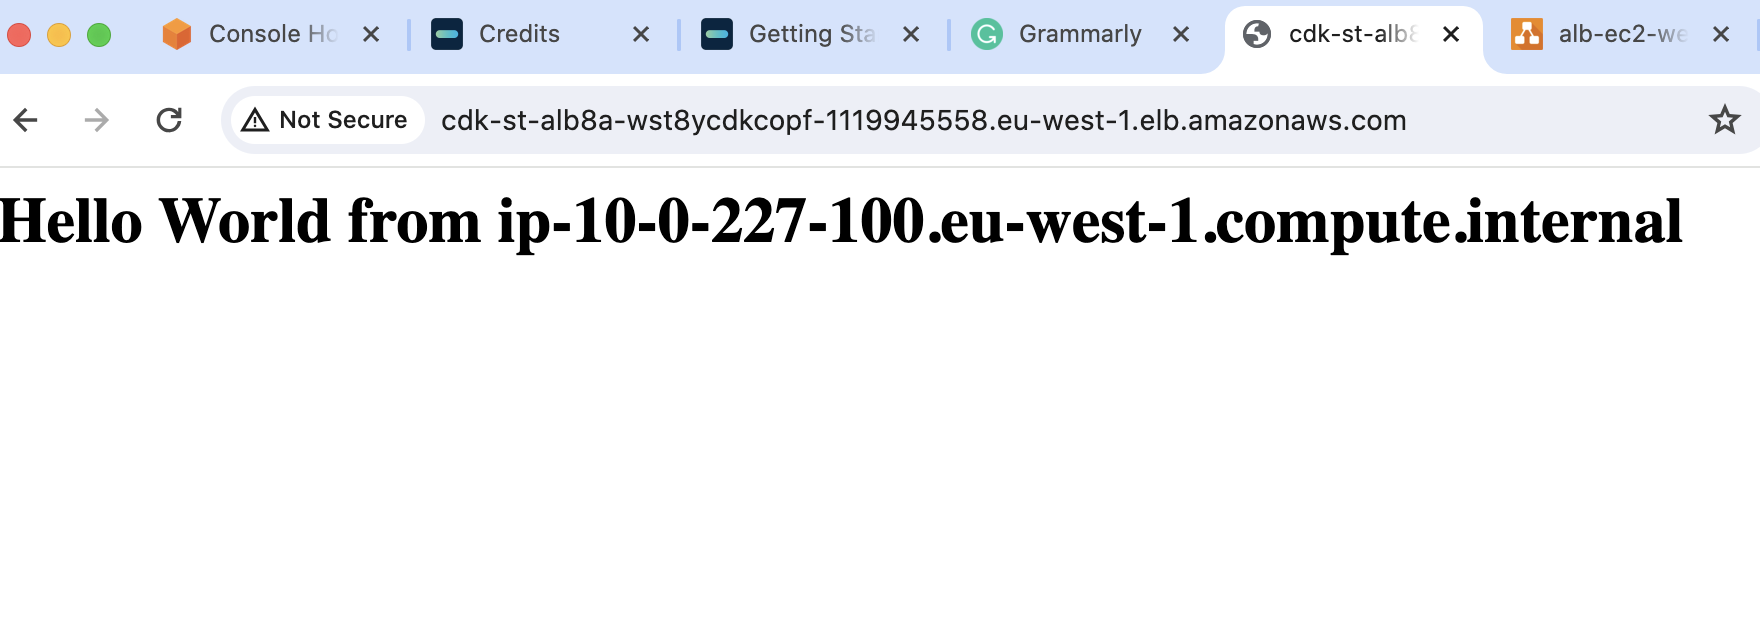 Console Ho
Credits
Getting Sta
Grammarly
cdk-st-alb8
alb-ec2-we
Not Secure
cdk-st-alb8a-wst8ycdkcopf-1119945558.eu-west-1.elb.amazonaws.com
Hello World from ip-10-0-227-100.eu-west-1.compute.internal